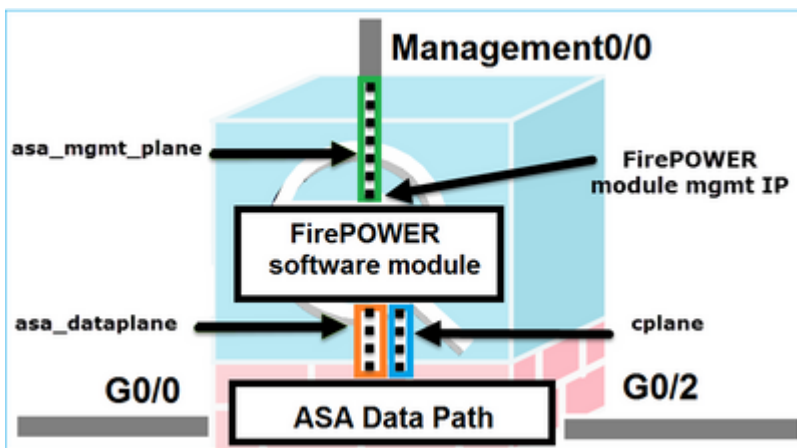 Management0/0
asa_mgmt_plane
FirePOWER
module mgmt IP
FirePOWER
software module
asa_dataplane
cplane
G0/0
G0/2
ASA Data Path